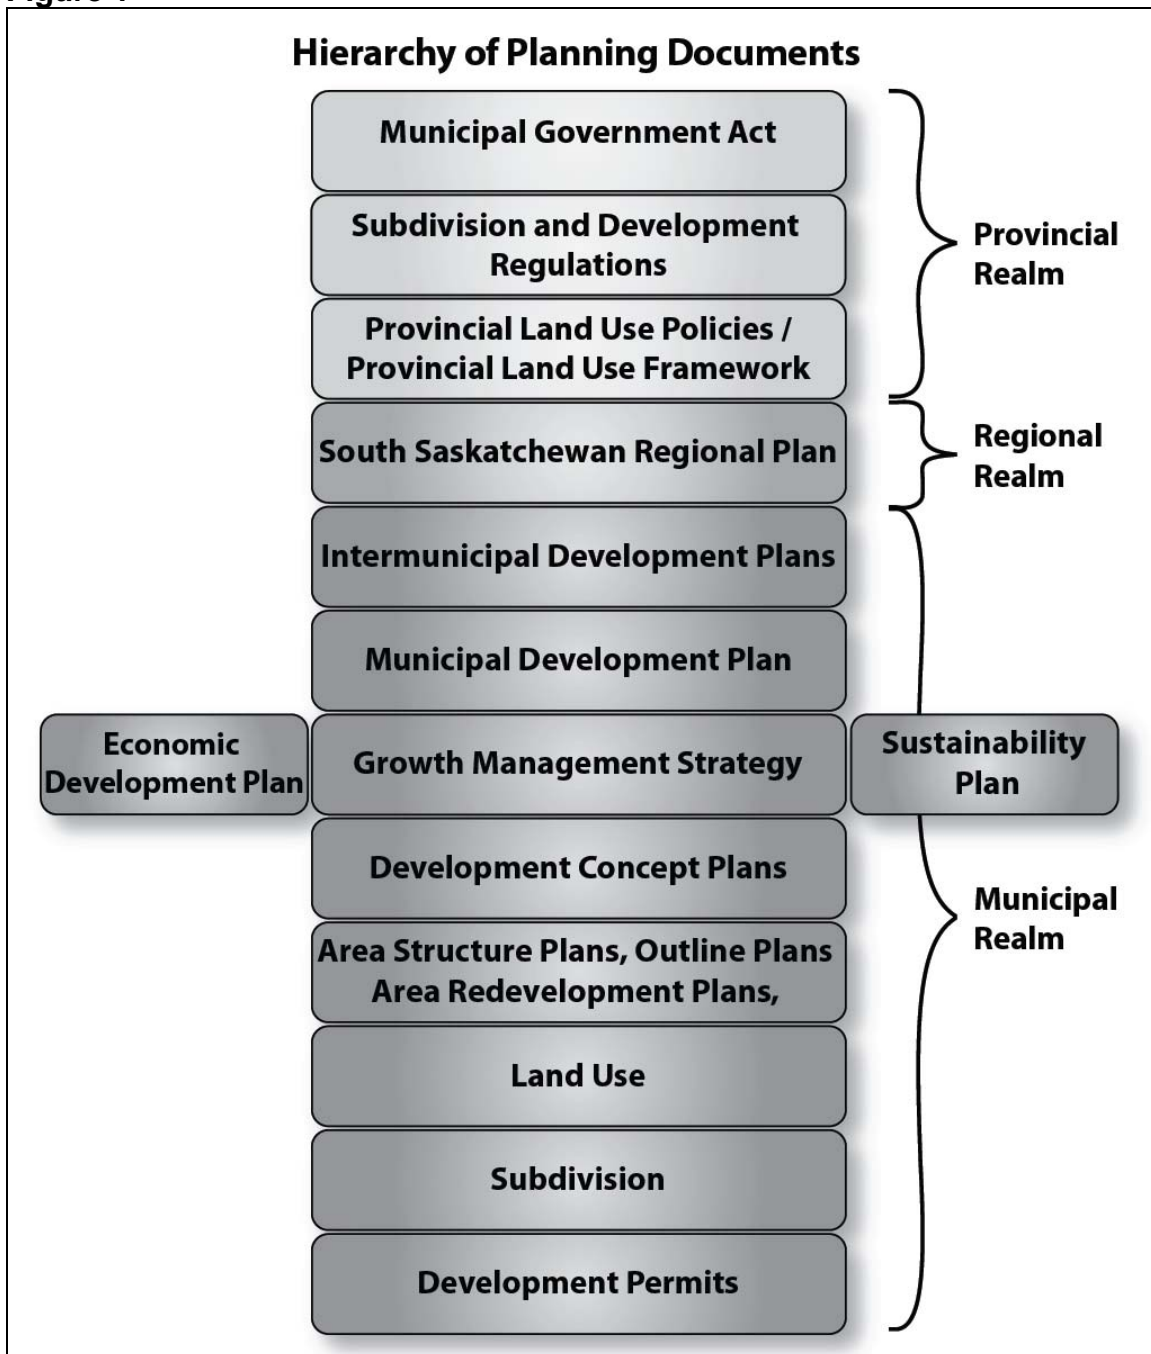 Hierarchy of Planning Documents
Municipal Government Act
Subdivision and Development
Regulations
Provincial Land Use Policies /
Provincial Land Use Framework
Provincial
Realm
South Saskatchewan Regional Plan
Regional
Realm
Intermunicipal Development Plans
Municipal Development Plan
Economic
Development Plan
Growth Management Strategy
Sustainability
Plan
Development Concept Plans
Area Structure Plans, Outline Plans
Area Redevelopment Plans,
Land Use
Subdivision
Development Permits
Municipal
Realm